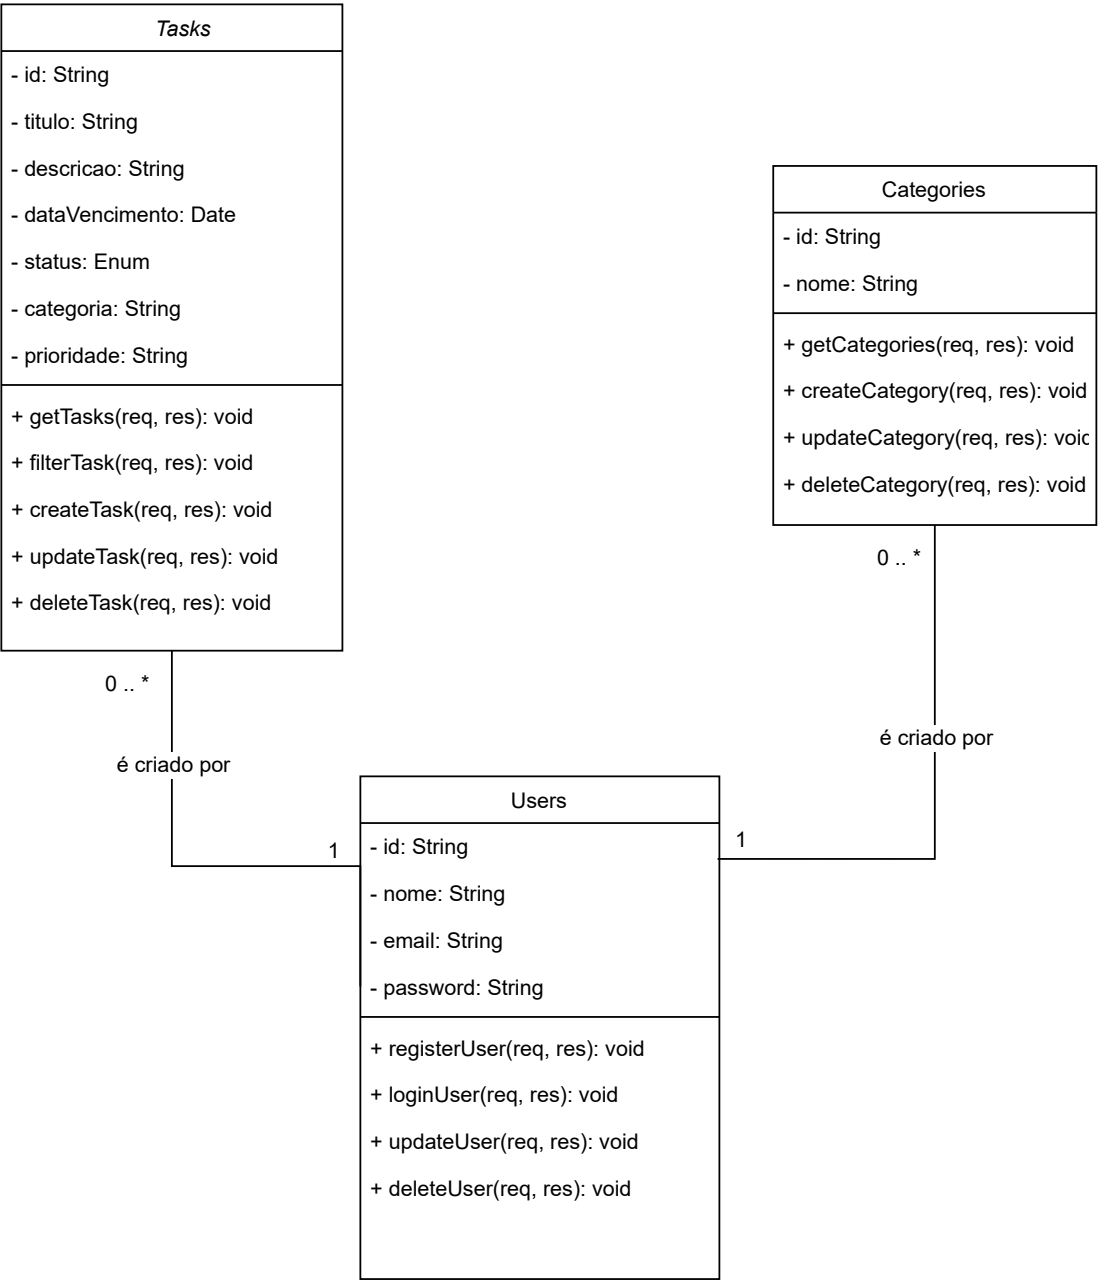 Tasks
- id: String
- titulo: String
- descricao: String
- dataVencimento: Date
- status: Enum
- categoria: String
- prioridade: String
+ getTasks(req, res): void
+ filterTask(req, res): void
+ createTask(req, res): void
+ updateTask(req, res): void
+ deleteTask(req, res): void
0 .. *
é criado por
1
Categories
- id: String
- nome: String
+ getCategories(req, res): void
+ createCategory(req, res): void
+ updateCategory(req, res): void
+ deleteCategory(req, res): void
0 .. *
é criado por
1
Users
- id: String
- nome: String
- email: String
- password: String
+ registerUser(req, res): void
+ loginUser(req, res): void
+ updateUser(req, res): void
+ deleteUser(req, res): void